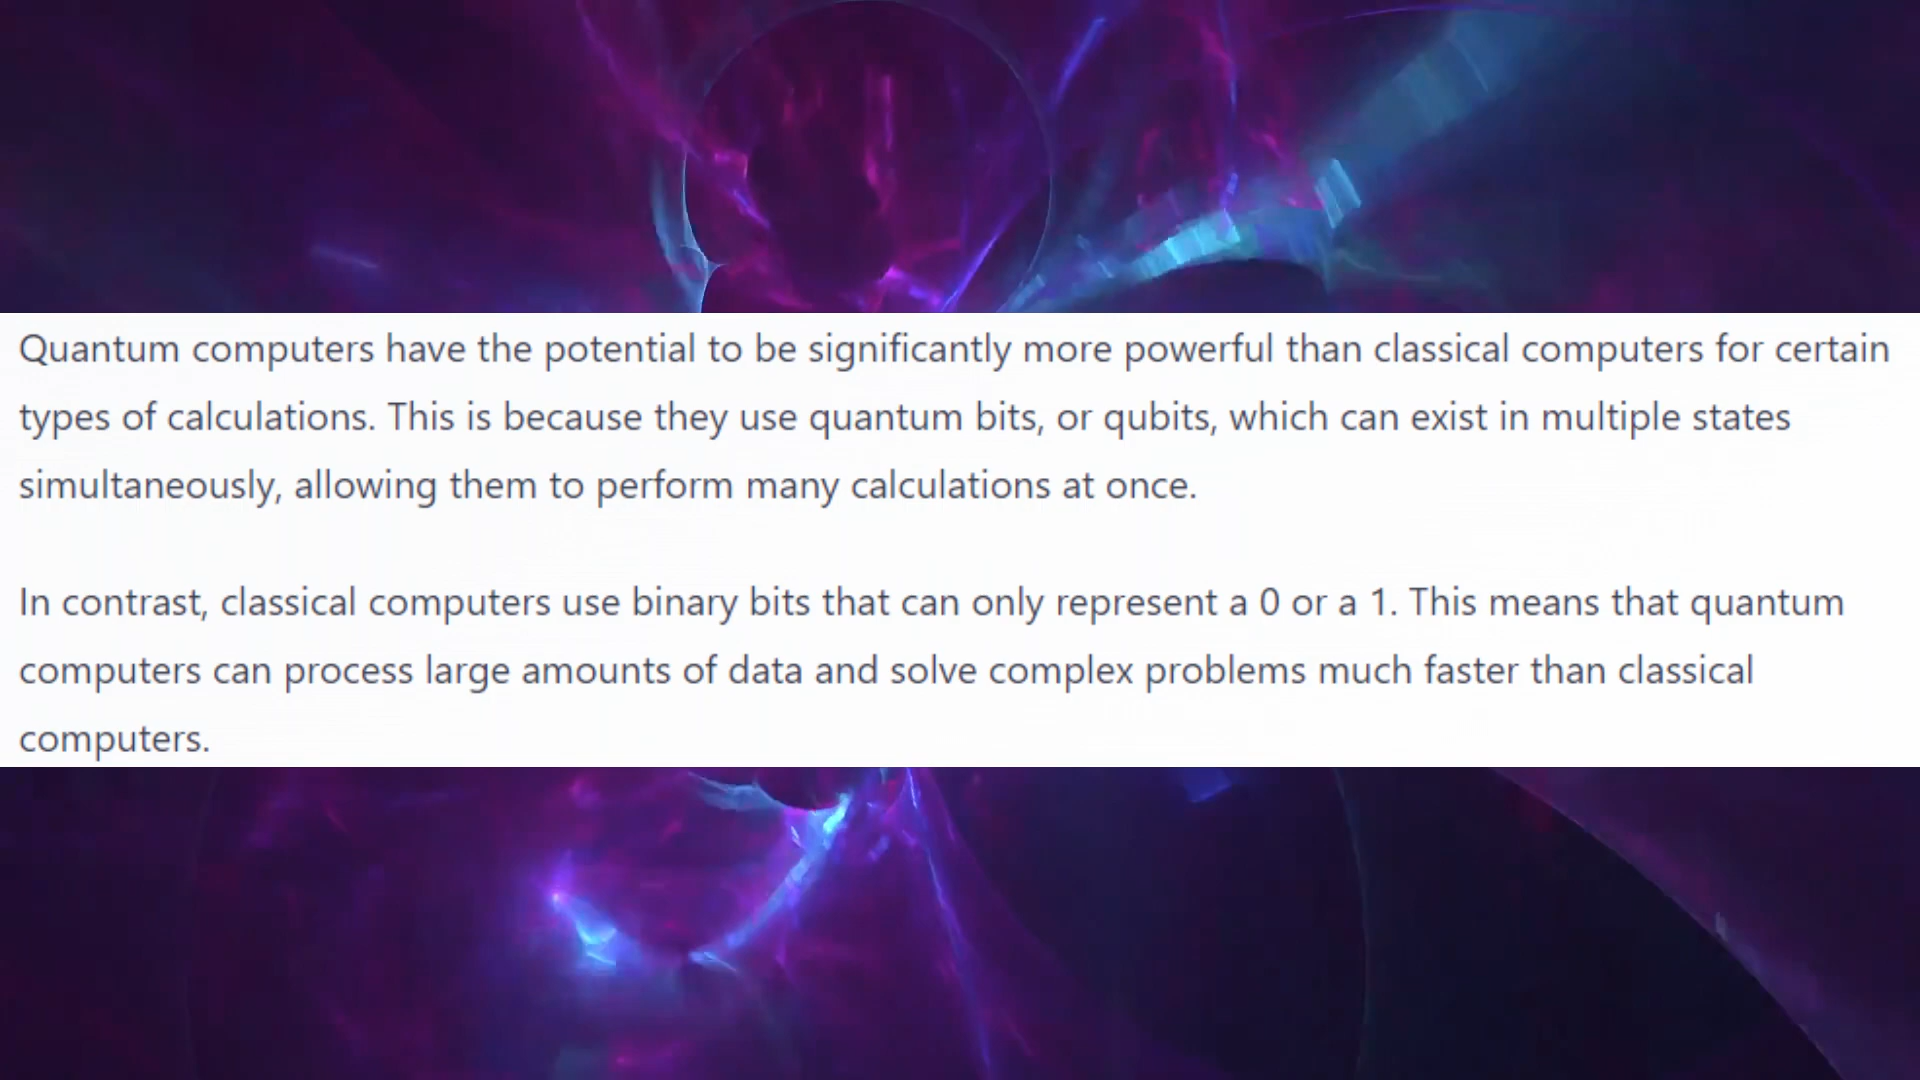 Quantum computers have the potential to be significantly more powerful than classical computers for certain
types of calculations. This is because they use quantum bits, or qubits, which can exist in multiple states
simultaneously, allowing them to perform many calculations at once.
In contrast, classical computers use binary bits that can only represent a 0 or a 1. This means that quantum
computers can process large amounts of data and solve complex problems much faster than classical
computers.